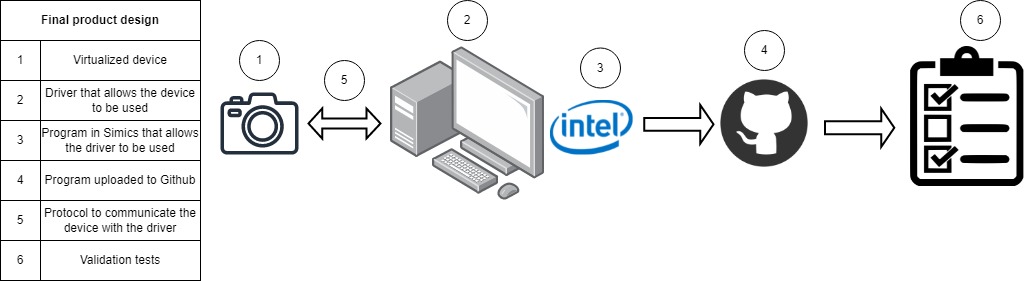 Final product design
1
Virtualized device
2
Driver that allows the device
to be used
3
Program in Simics that allows
the driver to be used
4
Program uploaded to Github
5
Protocol to communicate the
device with the driver
6
Validation tests
1
5
2
3
intel
4
6